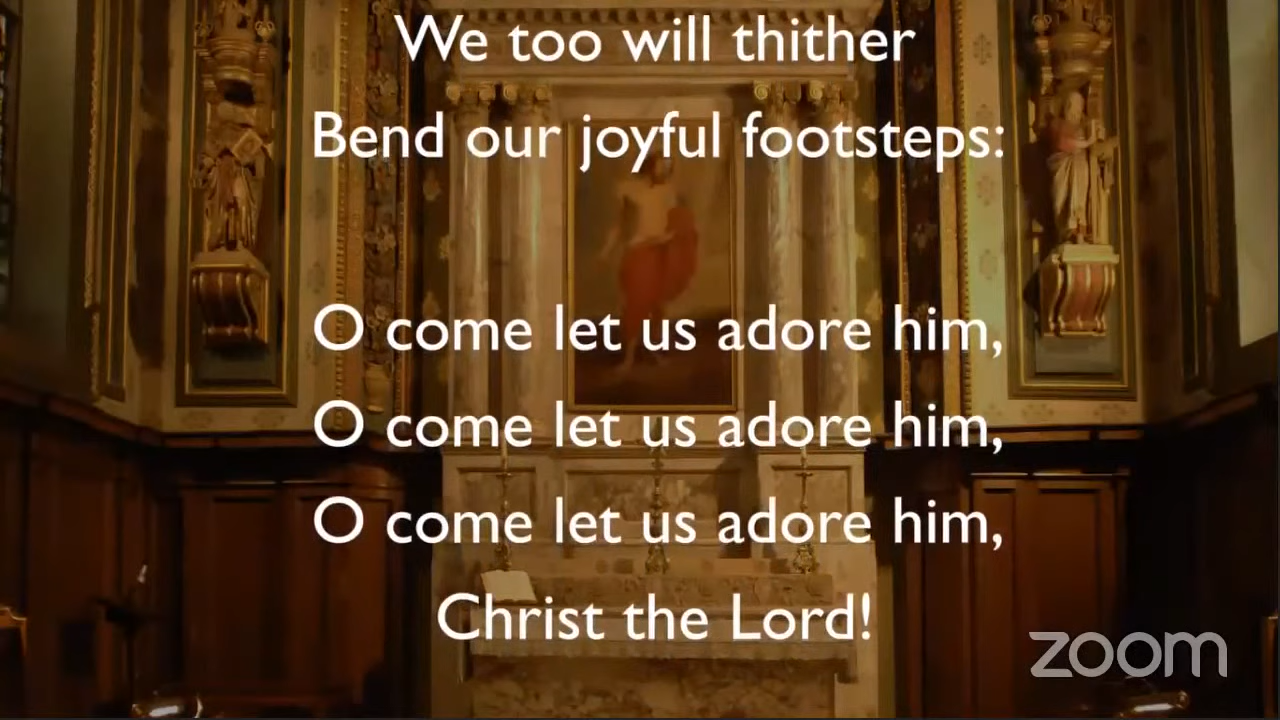 We too will thither
Bend our joyful footsteps:
O come let us adore him,
O come let us adore him,
O come let us adore him,
Christ the Lord!
zoom